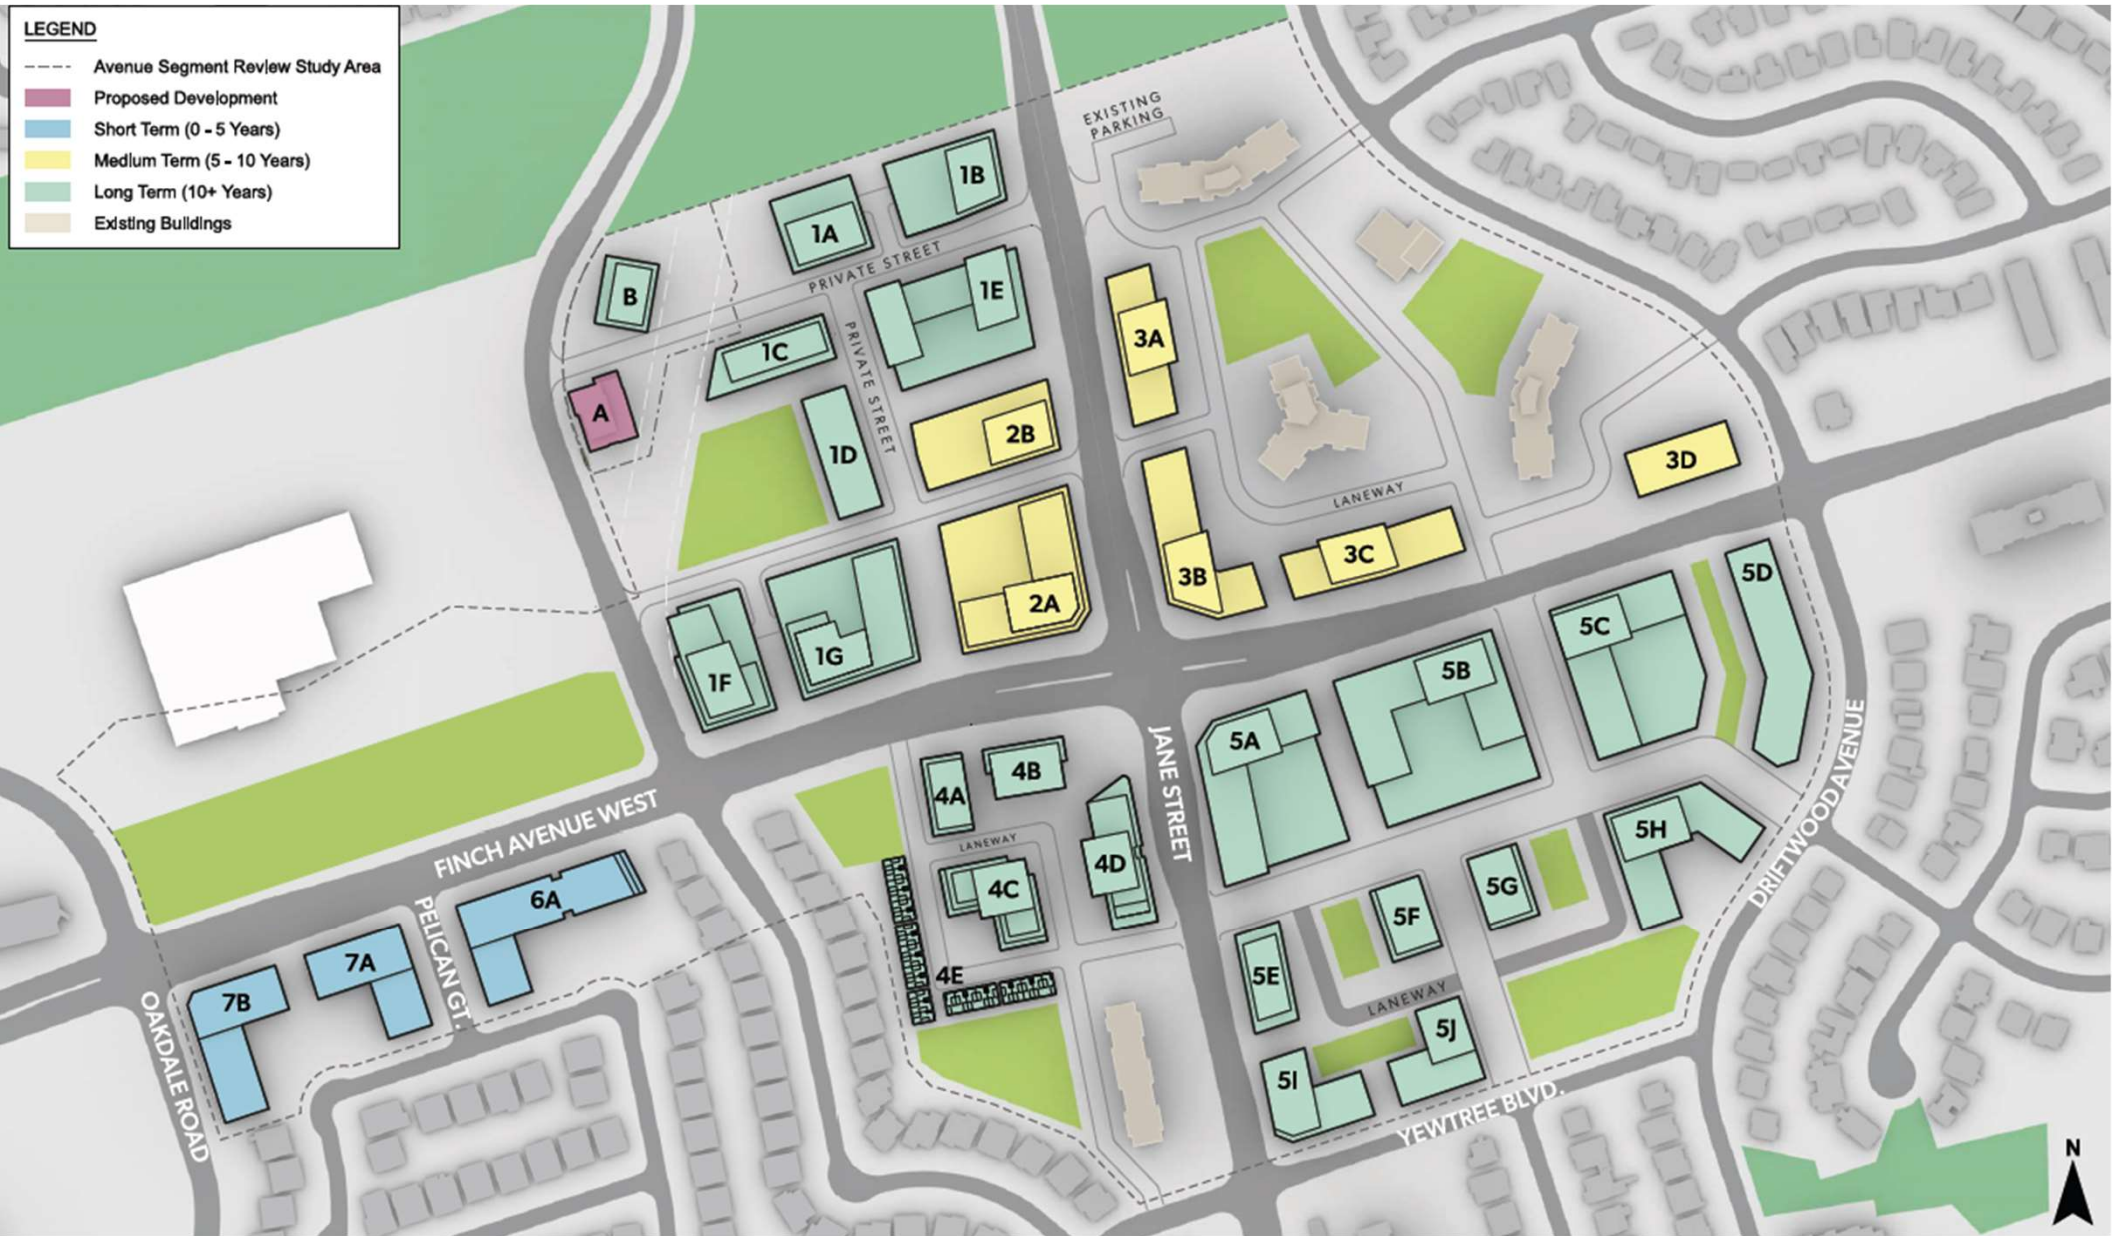 LEGEND
Avenue Segment Review Study Area
Proposed Development
Short Term (0 - 5 Years)
Medium Term (5 - 10 Years)
Long Term (10+ Years)
Existing Buildings
EXISTING
PARKING
1B
1A
PRIVATE STREET
B
1E
1C
PRIVATE STREET
A
1D
2B
3A
3D
LANEWAY
3C
3B
2A
1G
1F
5D
5C
5B
5A
JANE STREET
4B
4A
LANEWAY
4C
4D
4E
5H
5G
5F
5E
LANEWAY
5J
5I
DRIFTWOOD AVENUE
YEWTREE BLVD.
FINCH AVENUE WEST
PELICAN GT.
6A
7A
7B
OAKDALE ROAD
N